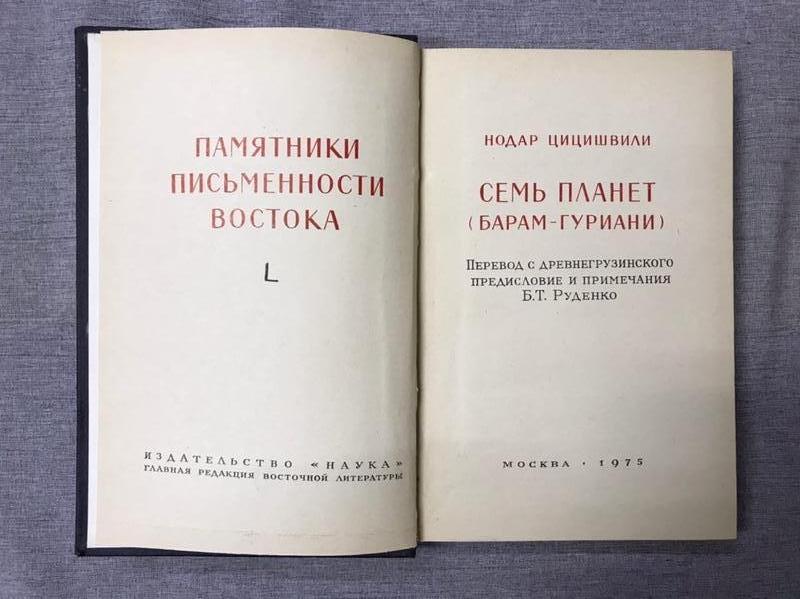 ПАМЯТНИКИ
ПИСЬМЕННОСТИ
ВОСТОКА
L
ИЗДАТЕЛЬСТВО «НАУКА»
ГЛАВНАЯ РЕДАКЦИЯ ВОСТОЧНОЙ ЛИТЕРАТУРЫ
НОДАР ЦИЦИШВИЛИ
СЕМЬ ПЛАНЕТ
(БАРАМ-ГУРИАНИ)
ПЕРЕВОД С ДРЕВНЕГРУЗИНСКОГО
ПРЕДИСЛОВИЕ И ПРИМЕЧАНИЯ
Б.Т. РУДЕНКО
МОСКВА · 1975